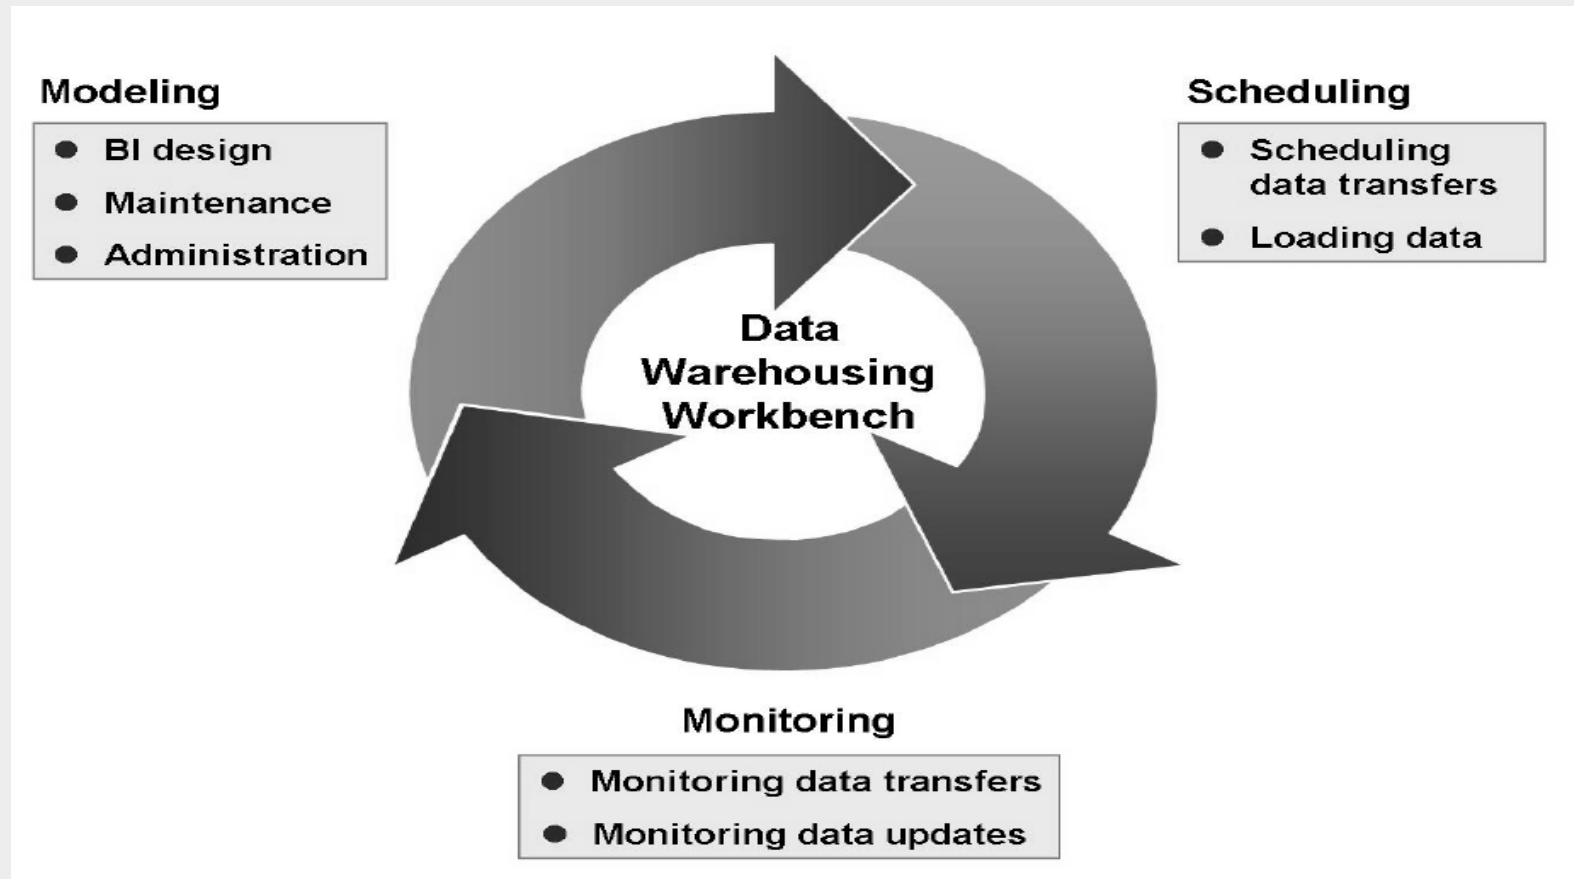 Modeling
● BI design
● Maintenance
● Administration
Scheduling
● Scheduling
data transfers
● Loading data
Data
Warehousing
Workbench
Monitoring
● Monitoring data transfers
● Monitoring data updates